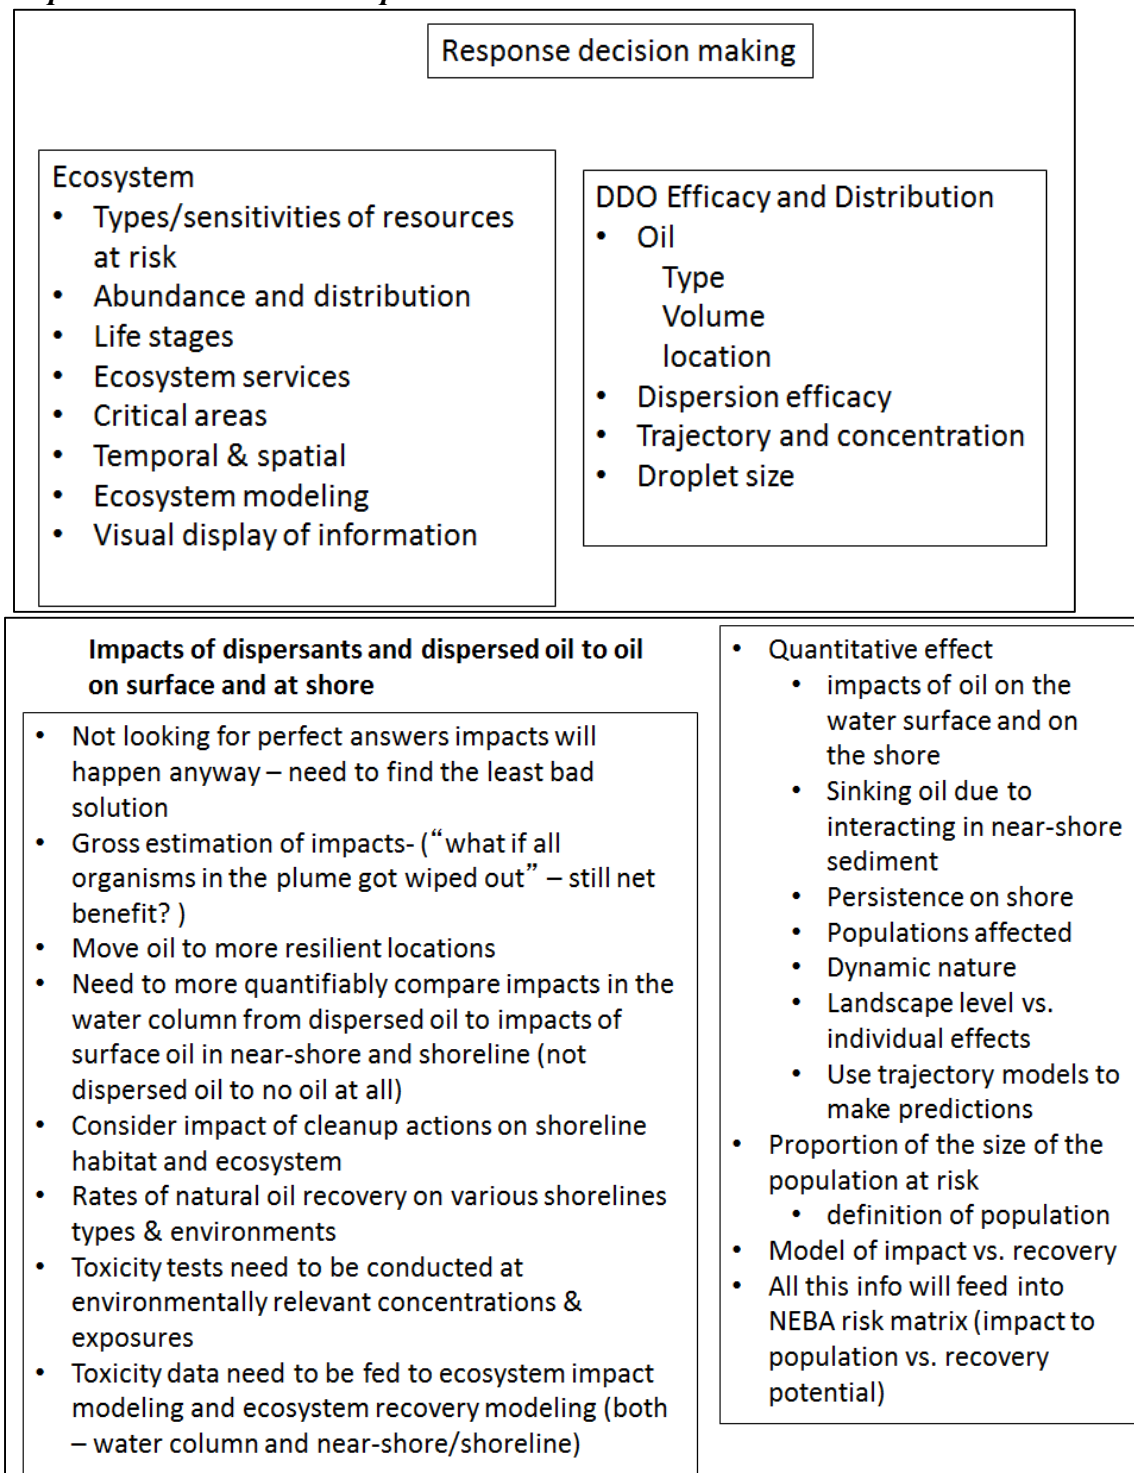 Response decision making
Ecosystem
• Types/sensitivities of resources
at risk
• Abundance and distribution
• Life stages
• Ecosystem services
• Critical areas
• Temporal & spatial
• Ecosystem modeling
• Visual display of information
DDO Efficacy and Distribution
• Oil
Type
Volume
location
• Dispersion efficacy
• Trajectory and concentration
• Droplet size
Impacts of dispersants and dispersed oil to oil
on surface and at shore
• Not looking for perfect answers impacts will
happen anyway – need to find the least bad
solution
• Gross estimation of impacts- (“what if all
organisms in the plume got wiped out” – still net
benefit? )
• Move oil to more resilient locations
• Need to more quantifiably compare impacts in the
water column from dispersed oil to impacts of
surface oil in near-shore and shoreline (not
dispersed oil to no oil at all)
• Consider impact of cleanup actions on shoreline
habitat and ecosystem
• Rates of natural oil recovery on various shorelines
types & environments
• Toxicity tests need to be conducted at
environmentally relevant concentrations &
exposures
• Toxicity data need to be fed to ecosystem impact
modeling and ecosystem recovery modeling (both
– water column and near-shore/shoreline)
• Quantitative effect
• impacts of oil on the
water surface and on
the shore
• Sinking oil due to
interacting in near-shore
sediment
• Persistence on shore
• Populations affected
• Dynamic nature
• Landscape level vs.
individual effects
• Use trajectory models to
make predictions
• Proportion of the size of the
population at risk
• definition of population
• Model of impact vs. recovery
• All this info will feed into
NEBA risk matrix (impact to
population vs. recovery
potential)